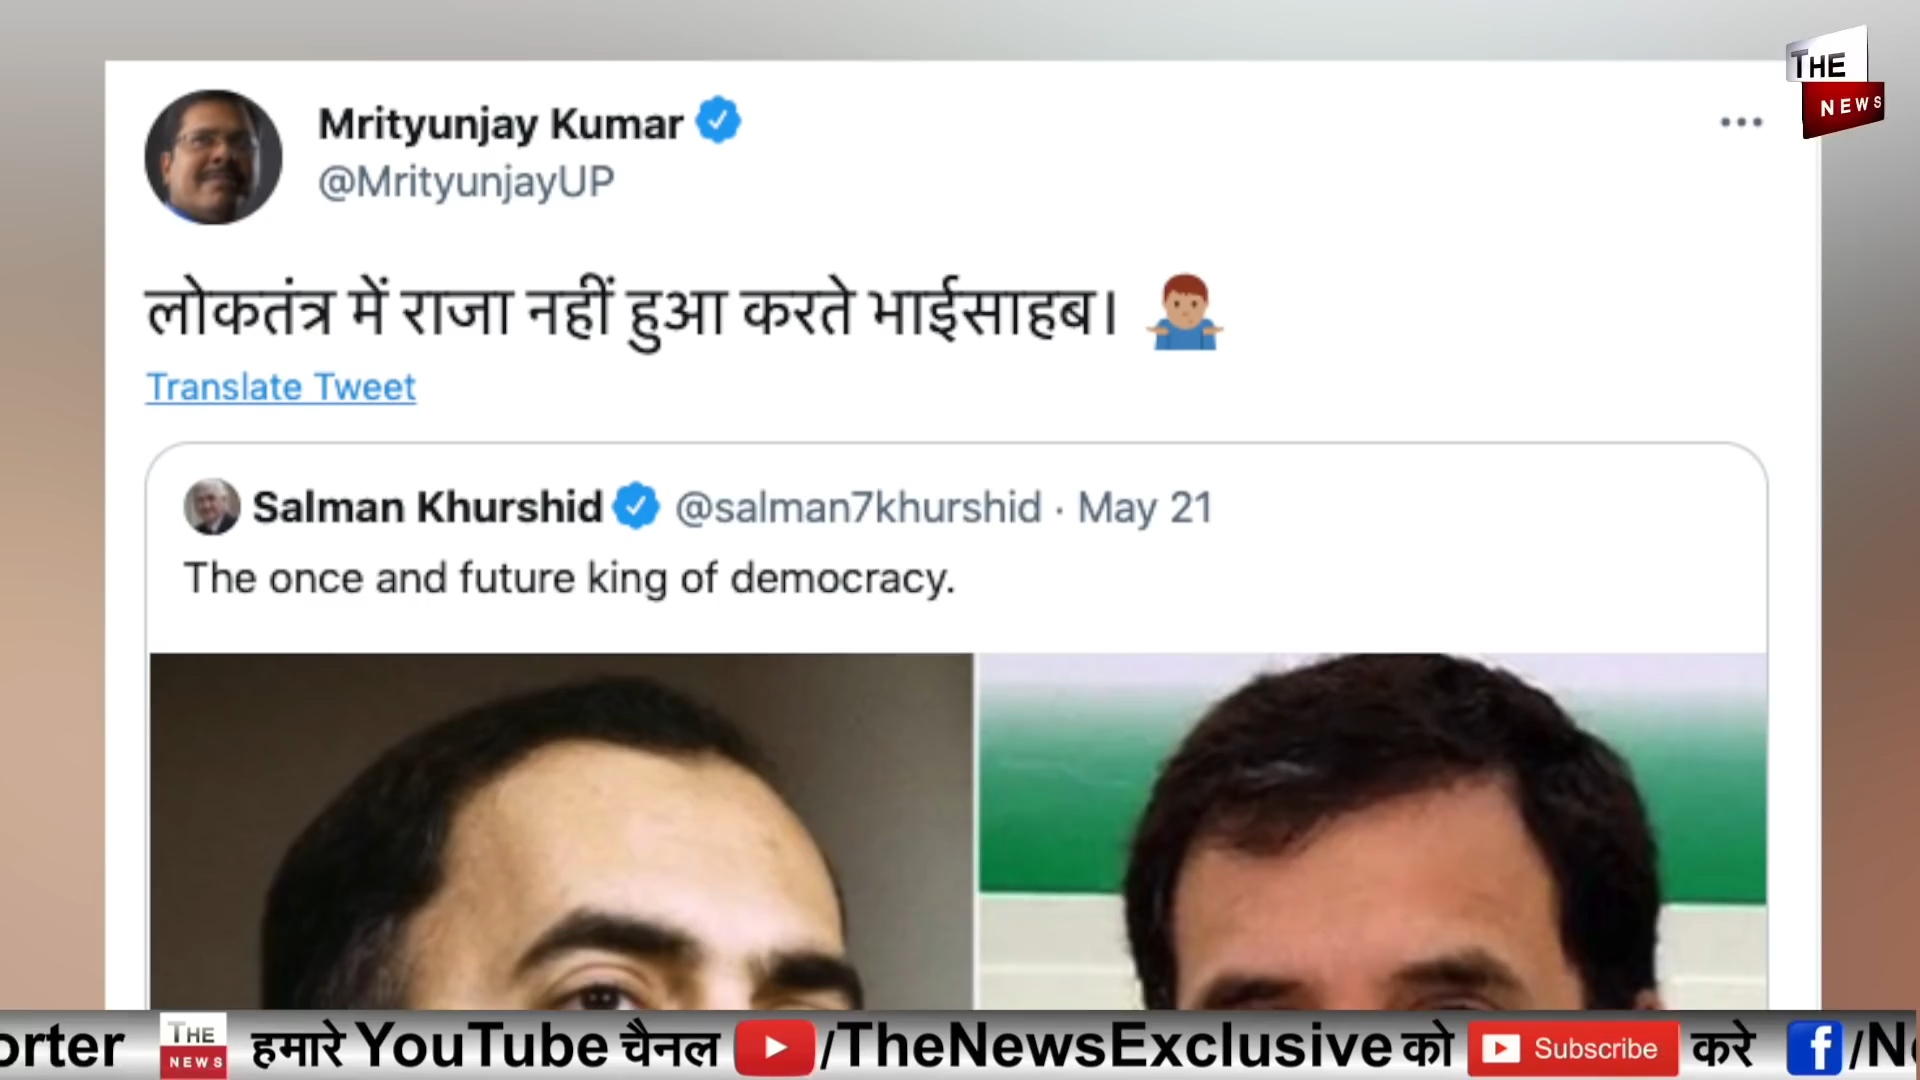 THE
NEWS
Mrityunjay Kumar
@MrityunjayUP
लोकतंत्र में राजा नहीं हुआ करते भाईसाहब।
Translate Tweet
Salman Khurshid @salman7khurshid · May 21
The once and future king of democracy.
orter THE NEWS हमारे YouTube चैनल /TheNewsExclusive को Subscribe करे f/N